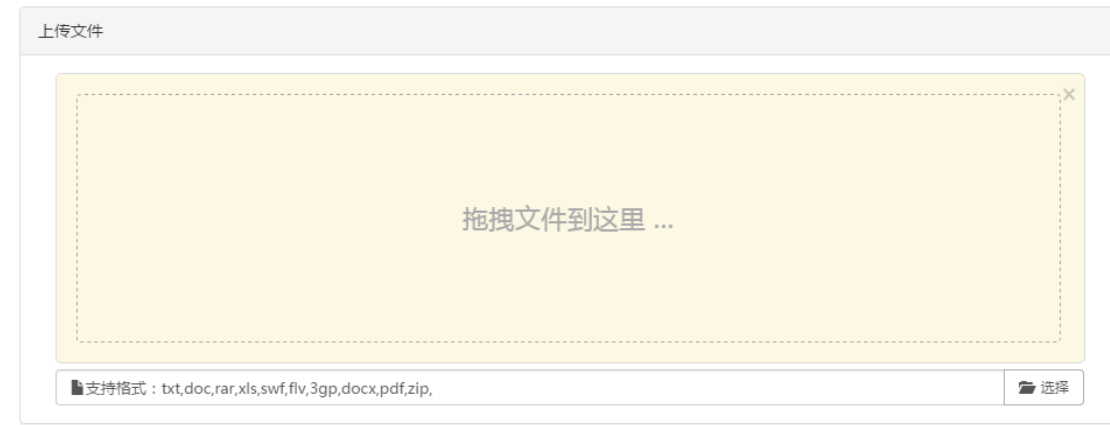 上传文件
×
拖拽文件到这里 ...
支持格式：txt,doc,rar,xls,swf,flv,3gp,docx,pdf,zip,
选择